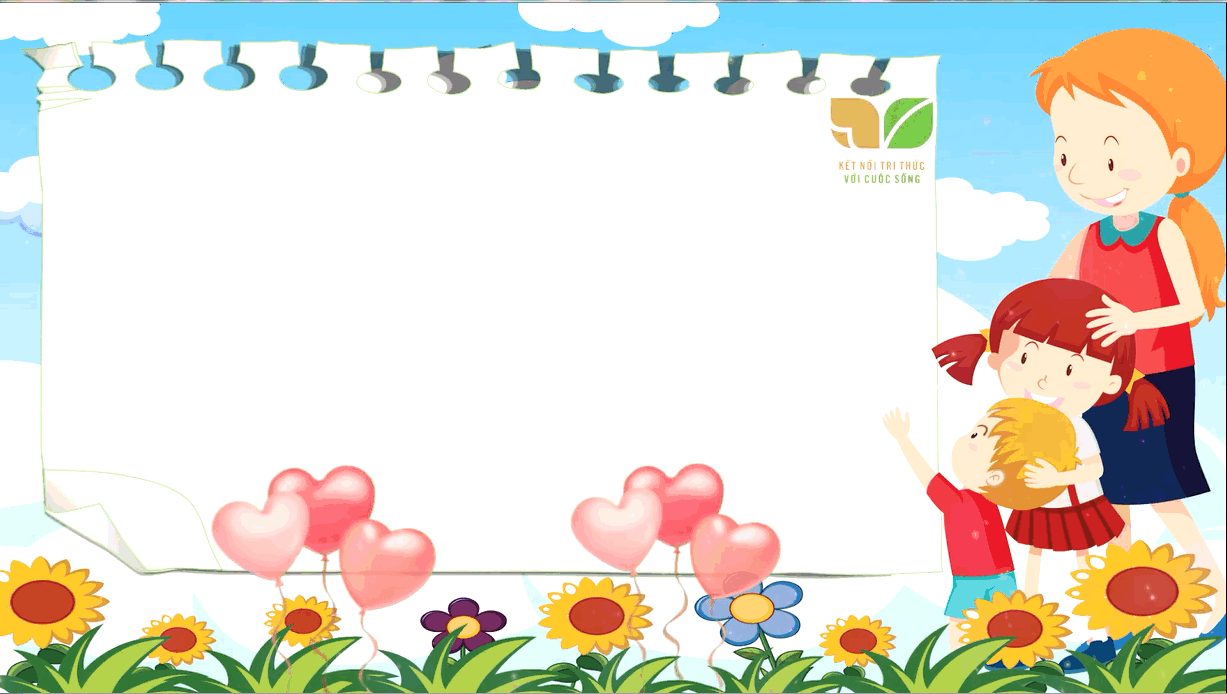 KẾT NỐI TRI THỨC
VỚI CUỘC SỐNG